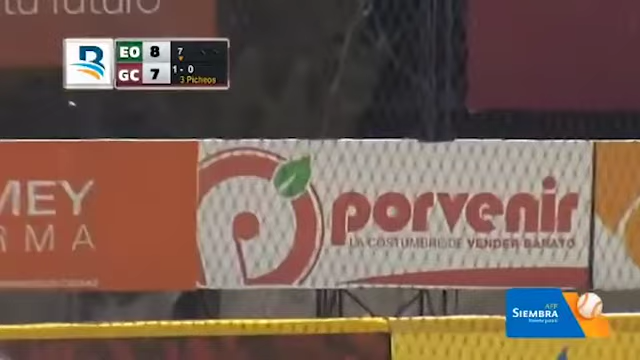 tu futuro
EO 8 7
GC 7 1 - 0
3 Picheos
MEY
RMA
porvenir
LA COSTUMBRE DE VENDER BARATO
AFP
SIEMBRA